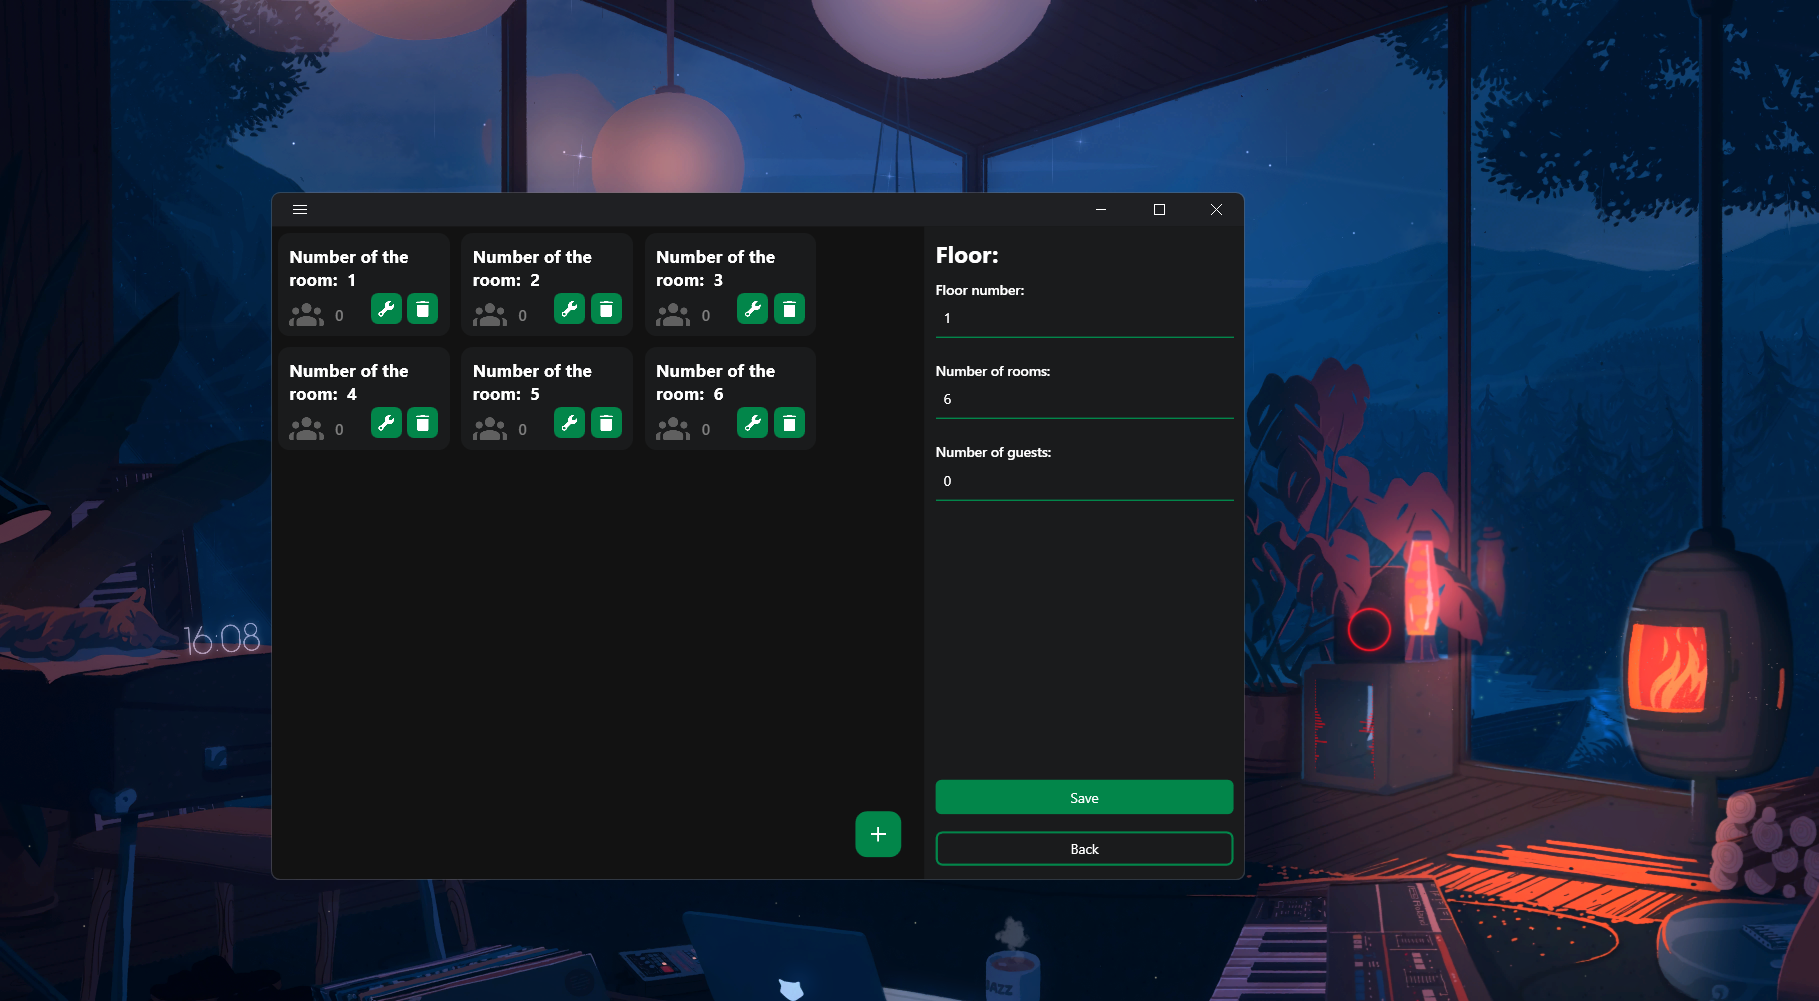 Number of the
room: 1
0
Number of the
room: 2
0
Number of the
room: 3
0
Number of the
room: 4
0
Number of the
room: 5
0
Number of the
room: 6
0
Floor:
Floor number:
1
Number of rooms:
6
Number of guests:
0
Save
Back
16:08
Roland
JAZZ